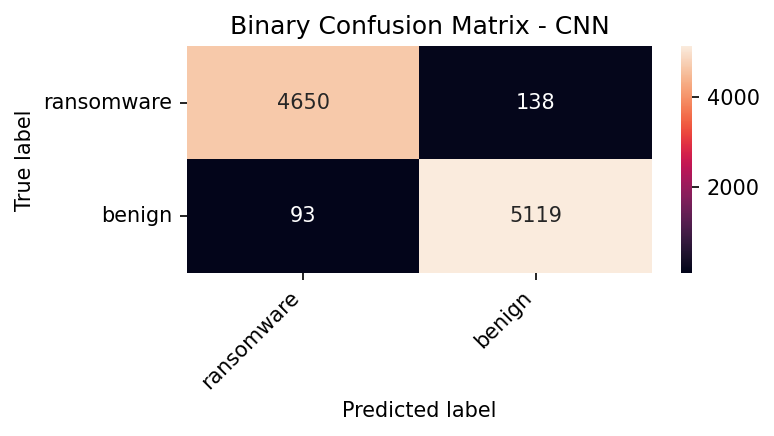 Binary Confusion Matrix - CNN
True label
ransomware
4650
138
4000
benign
93
5119
2000
ransomware
benign
Predicted label